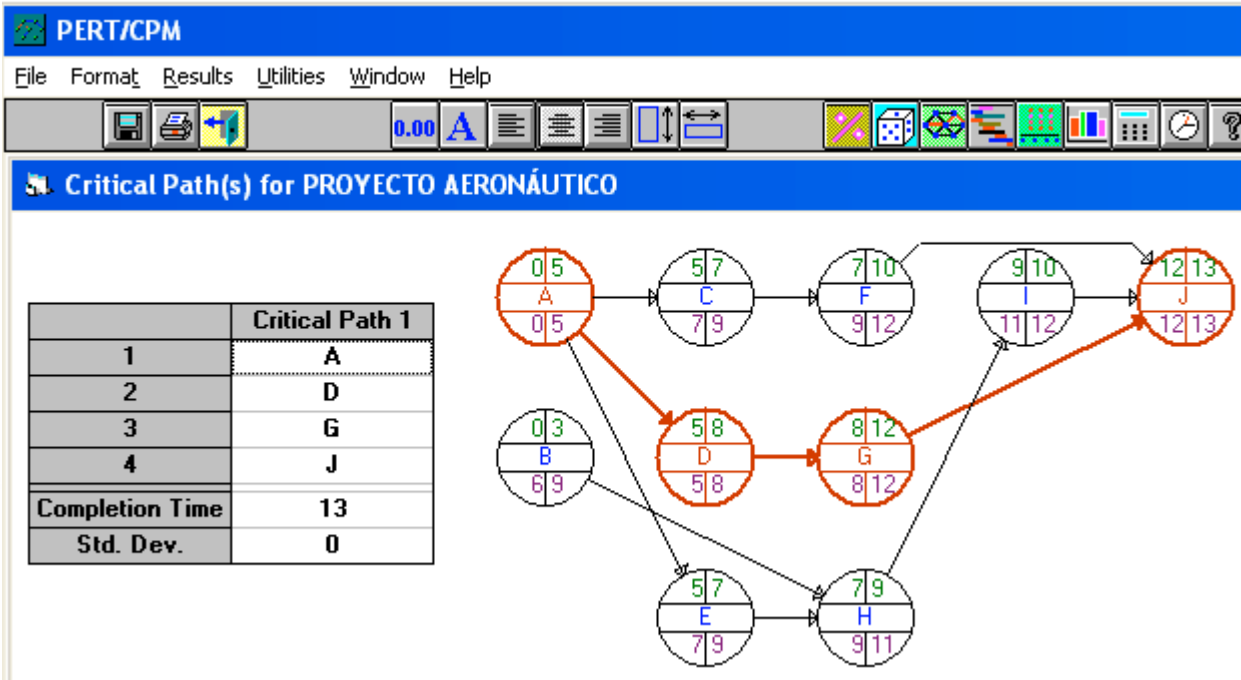 PERT/CPM
File Format Results Utilities Window Help
0.00 A % ?
Critical Path(s) for PROYECTO AERONÁUTICO
Critical Path 1
1 A
2 D
3 G
4 J
Completion Time 13
Std. Dev. 0
0 5
A
0 5
5 7
C
7 9
7 10
F
9 12
9 10
I
11 12
12 13
J
12 13
0 3
B
6 9
5 8
D
5 8
8 12
G
8 12
5 7
E
7 9
7 9
H
9 11